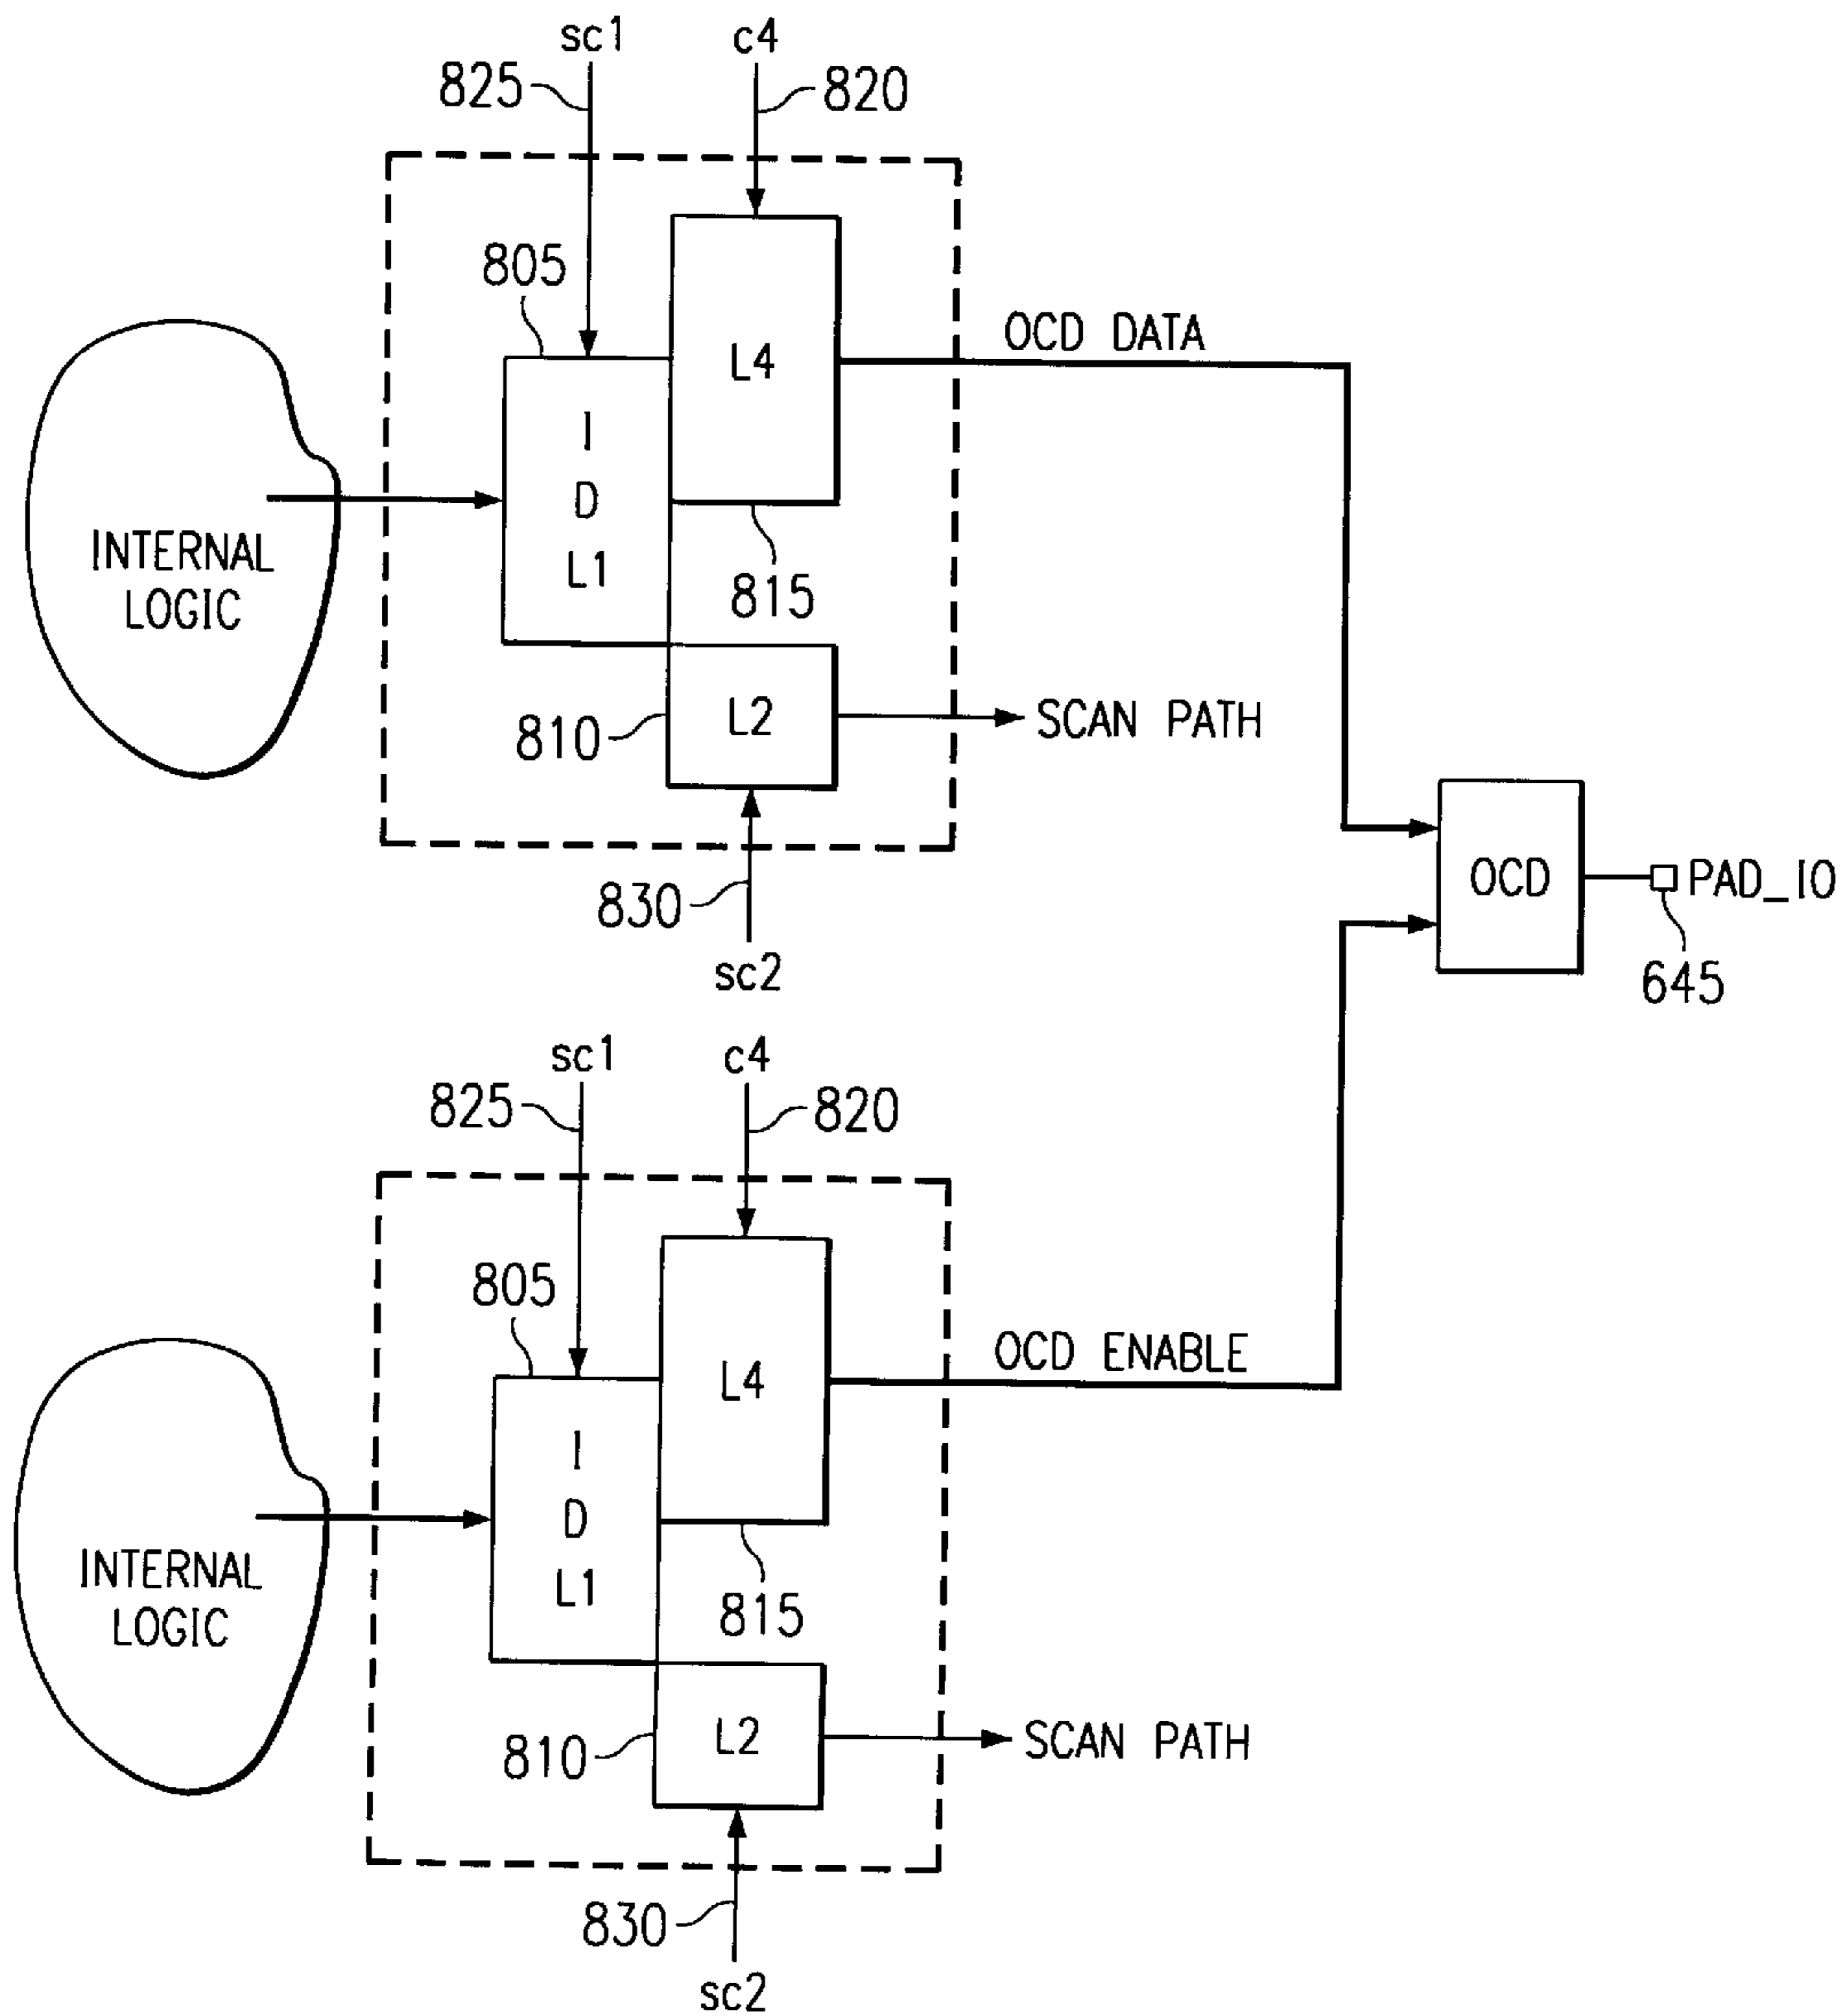 sc1
c4
825
820
805
L4
OCD DATA
I
D
L1
INTERNAL
LOGIC
815
810
L2
SCAN PATH
OCD
PAD_IO
830
645
sc2
sc1
c4
825
820
805
L4
OCD ENABLE
I
D
L1
INTERNAL
LOGIC
815
810
L2
SCAN PATH
830
sc2